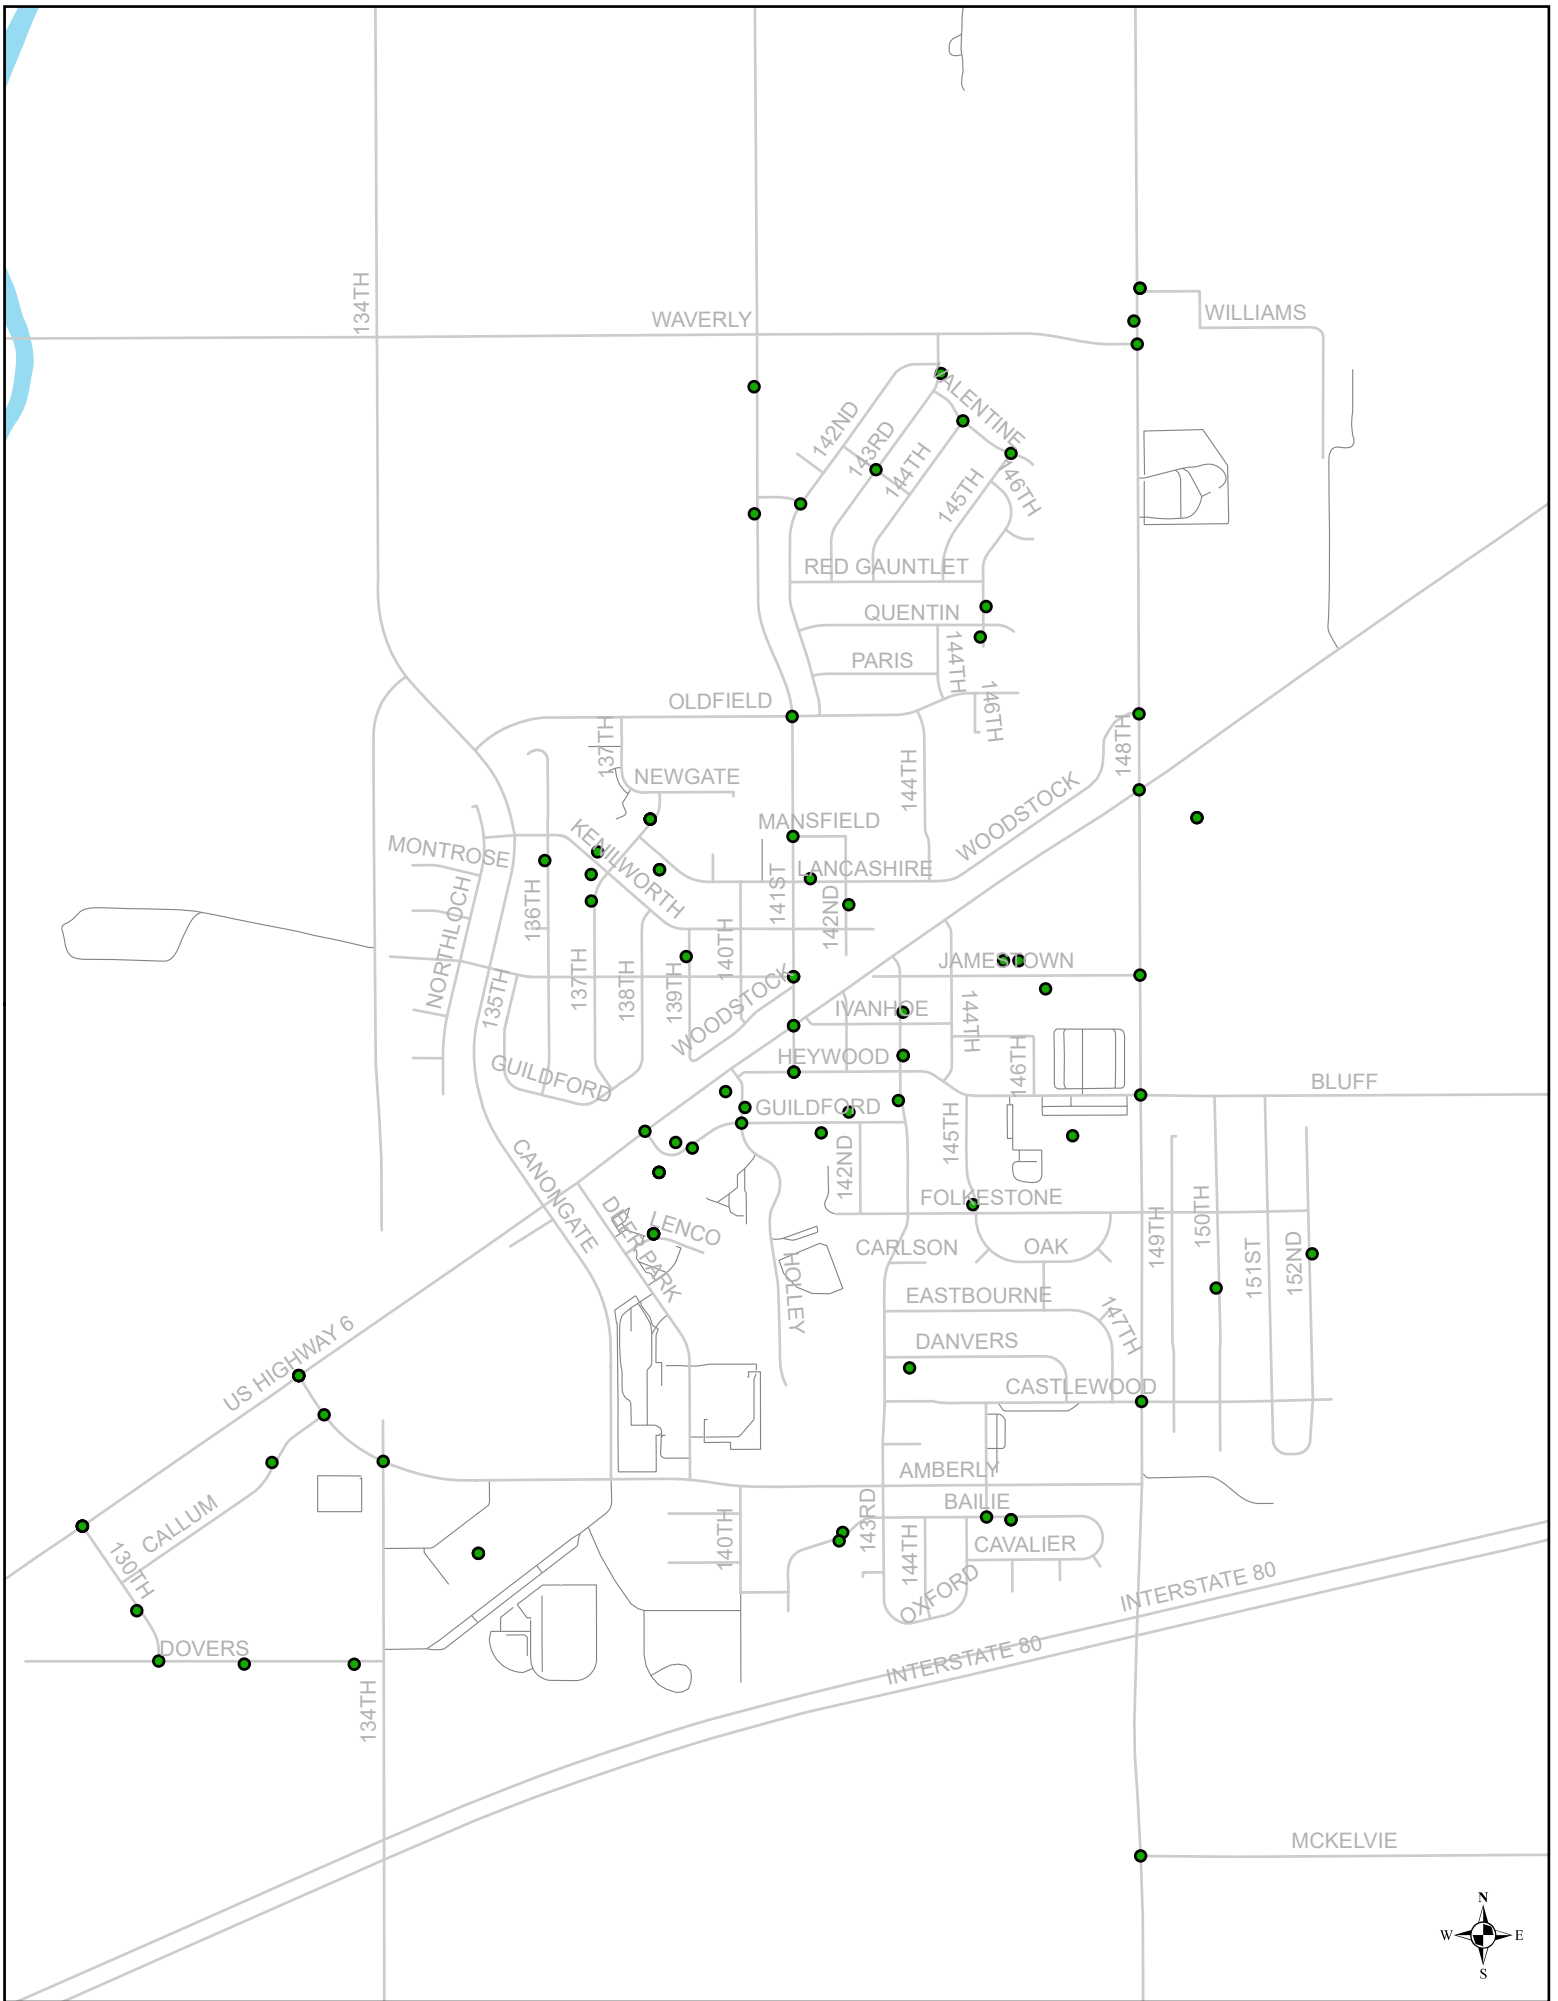 134TH
WAVERLY
WILLIAMS
VALENTINE
142ND
143RD
144TH
145TH
146TH
RED GAUNTLET
QUENTIN
144TH
PARIS
146TH
OLDFIELD
137TH
148TH
NEWGATE
144TH
WOODSTOCK
MANSFIELD
MONTROSE
KENILWORTH
LANCASHIRE
141ST
142ND
136TH
NORTHLOCH
140TH
JAMESTOWN
135TH
137TH
138TH
139TH
WOODSTOCK
IVANHOE
144TH
HEYWOOD
146TH
GUILDFORD
BLUFF
GUILDFORD
145TH
142ND
CANONGATE
FOLKESTONE
DEER PARK
LENCO
149TH
150TH
CARLSON
OAK
151ST
152ND
HOLLEY
EASTBOURNE
147TH
DANVERS
US HIGHWAY 6
CASTLEWOOD
AMBERLY
CALLUM
BAILIE
143RD
140TH
144TH
CAVALIER
130TH
OXFORD
INTERSTATE 80
DOVERS
INTERSTATE 80
134TH
MCKELVIE
N
W E
S